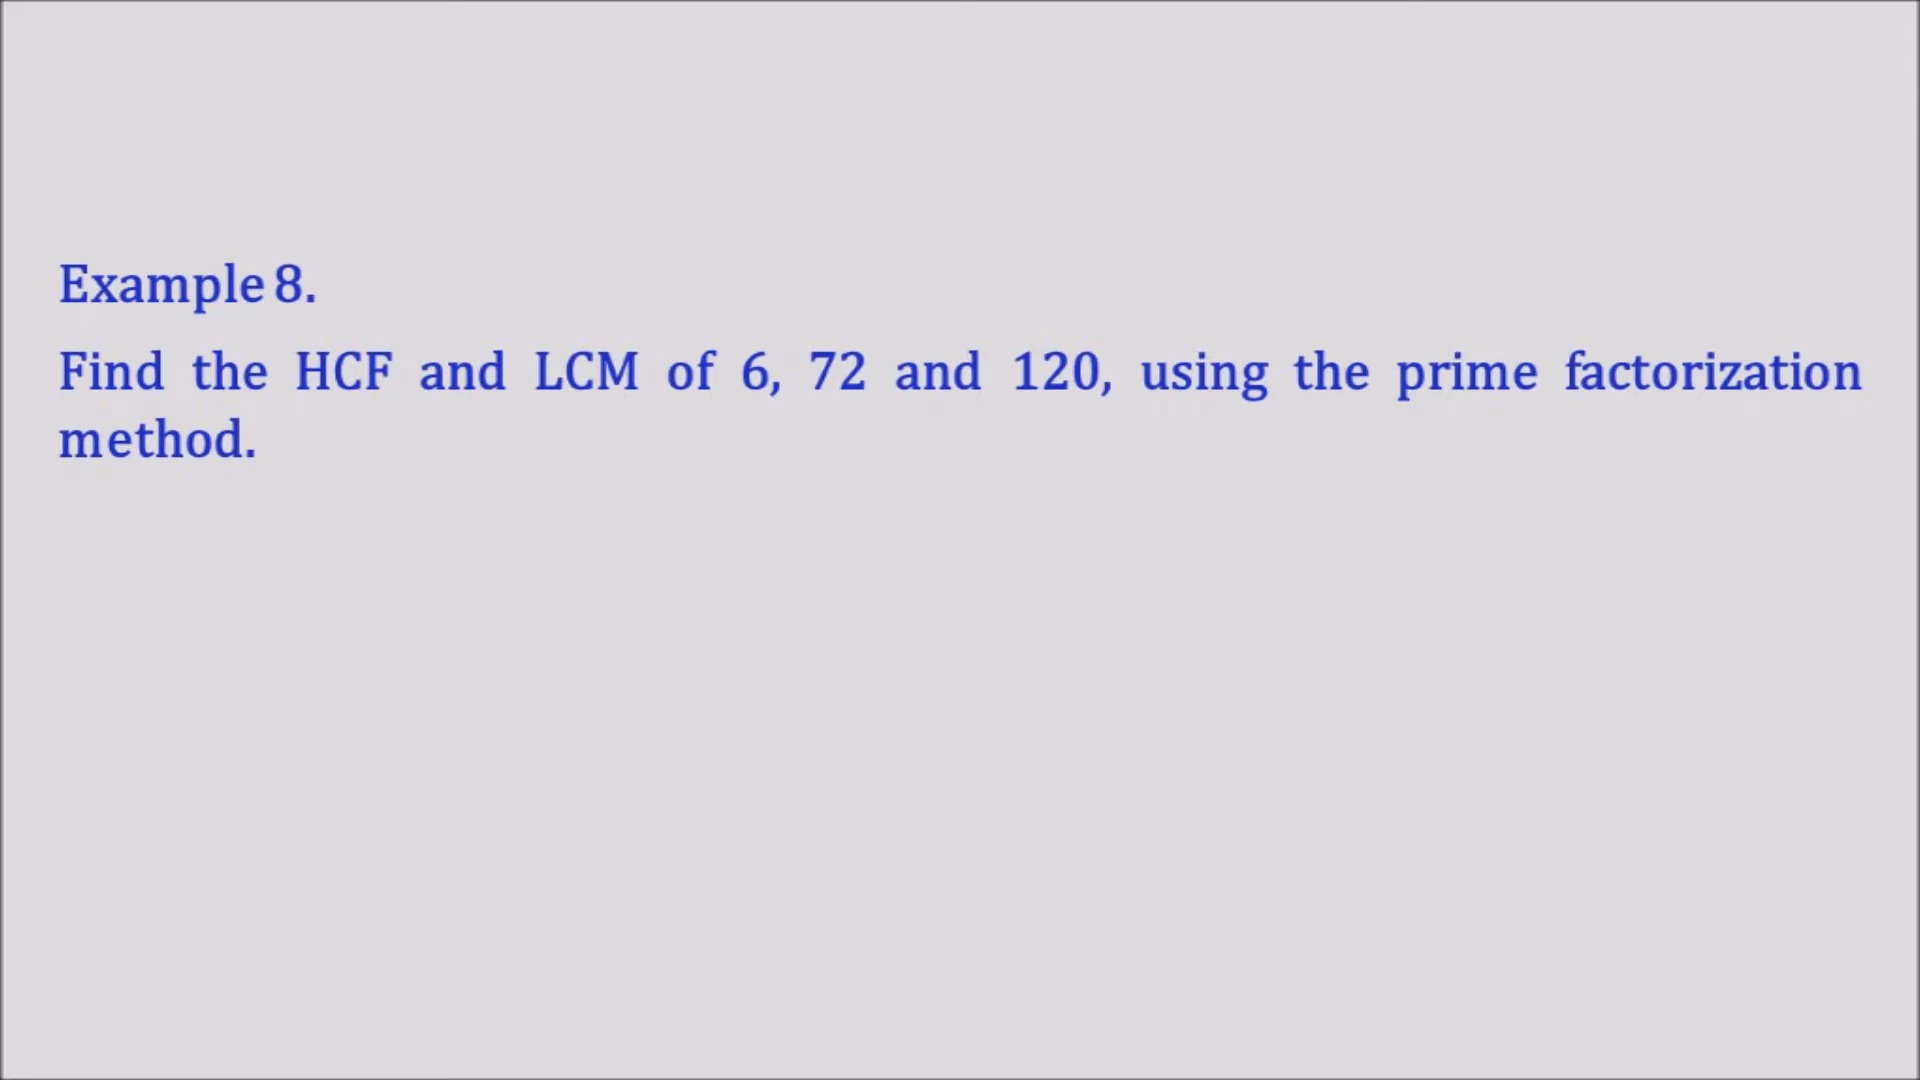 Example 8.
Find the HCF and LCM of 6, 72 and 120, using the prime factorization
method.